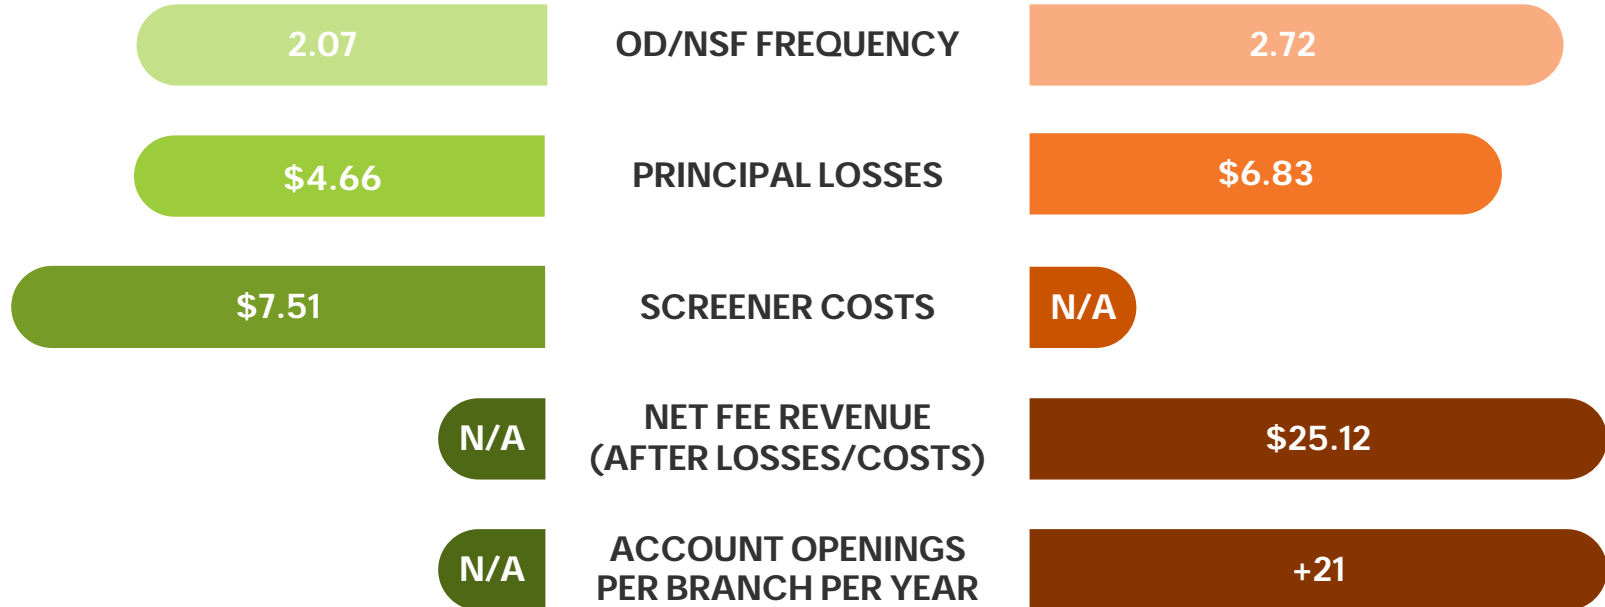 2.07 OD/NSF FREQUENCY 2.72
$4.66 PRINCIPAL LOSSES $6.83
$7.51 SCREENER COSTS N/A
N/A NET FEE REVENUE
(AFTER LOSSES/COSTS) $25.12
N/A ACCOUNT OPENINGS
PER BRANCH PER YEAR +21